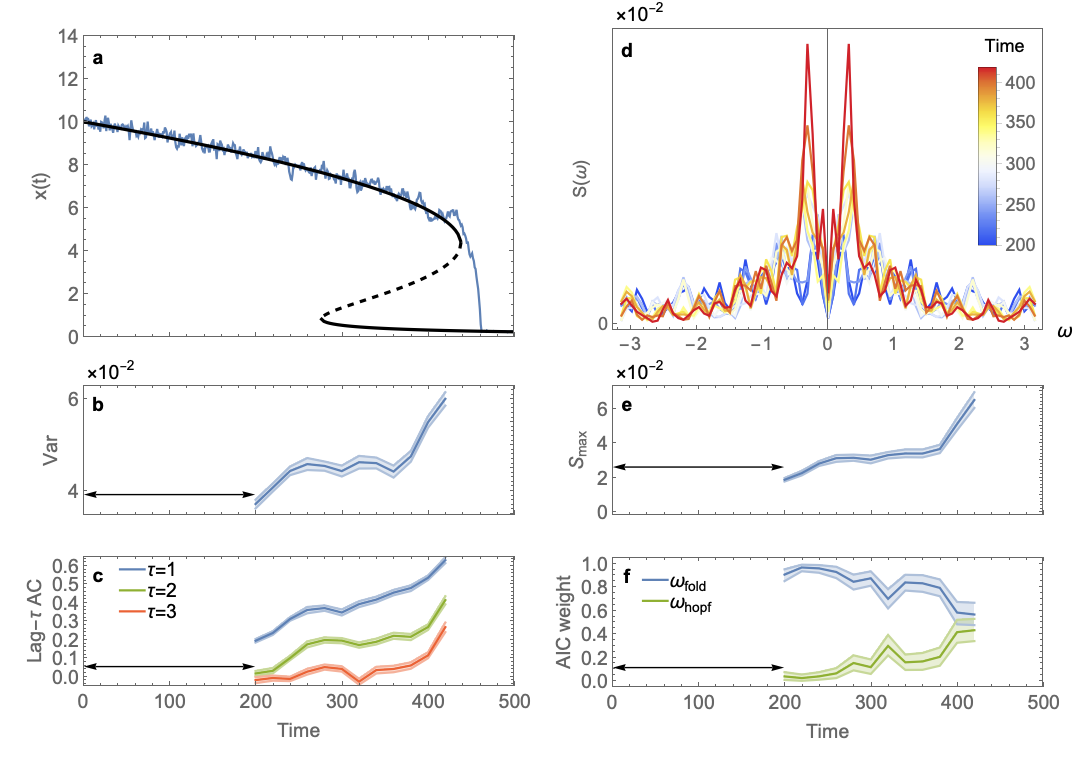 ×10−2
a
14
12
10
8
6
4
2
0
x(t)
d
Time
400
350
300
250
200
S(ω)
0
−3
−2
−1
0
1
2
3
ω
×10−2
b
6
4
Var
×10−2
e
6
4
2
0
Smax
c
τ=1
τ=2
τ=3
0.6
0.5
0.4
0.3
0.2
0.1
0.0
Lag−τ AC
0
100
200
300
400
500
Time
f
ωfold
ωhopf
1.0
0.8
0.6
0.4
0.2
0.0
AIC weight
0
100
200
300
400
500
Time